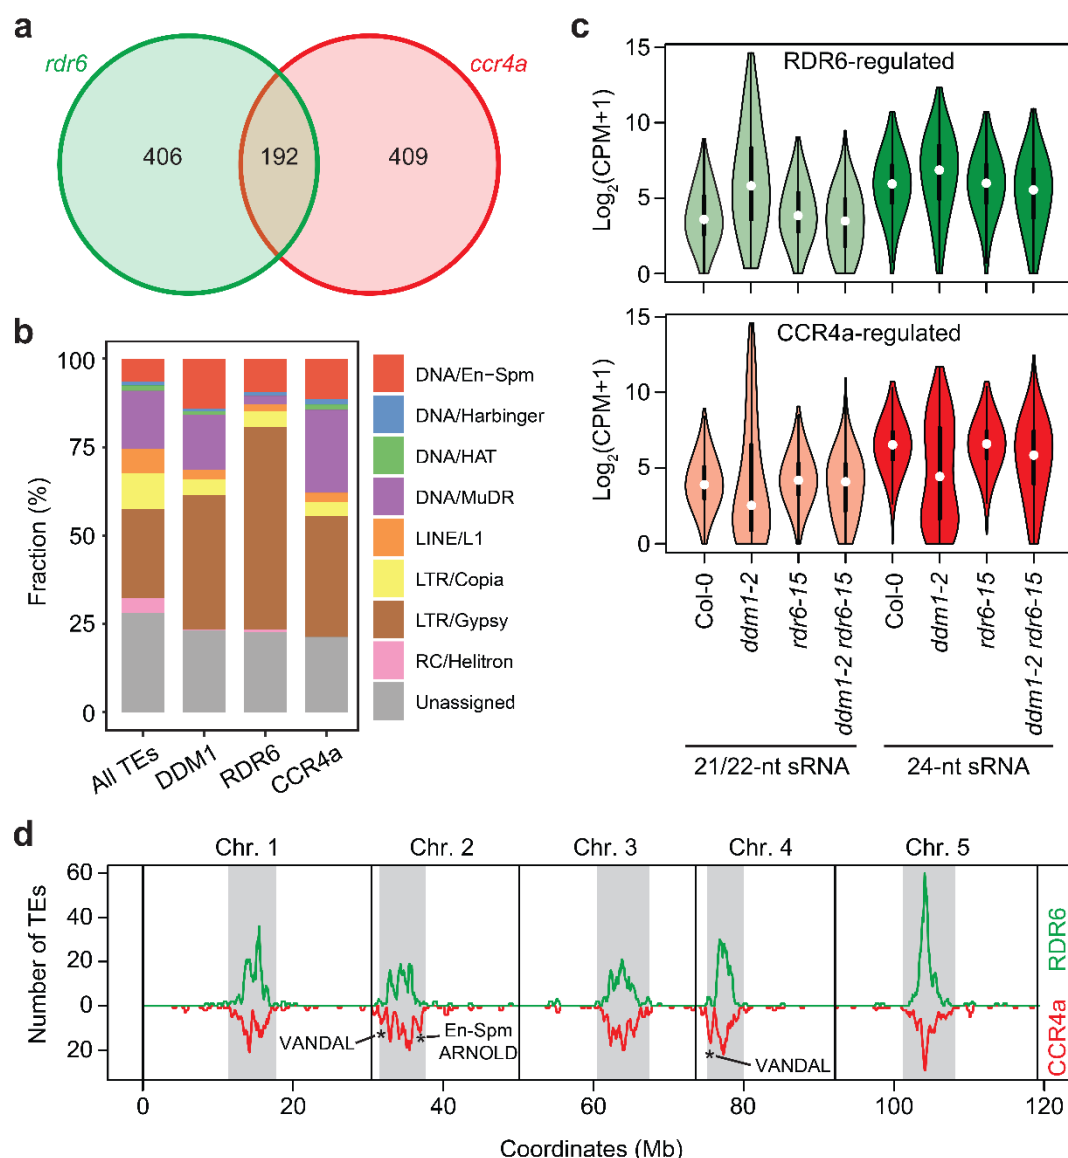 a
rdr6
ccr4a
406
192
409
b
100
75
50
25
0
Fraction (%)
All TEs
DDM1
RDR6
CCR4a
DNA/En−Spm
DNA/Harbinger
DNA/HAT
DNA/MuDR
LINE/L1
LTR/Copia
LTR/Gypsy
RC/Helitron
Unassigned
c
RDR6-regulated
Log2(CPM+1)
15
10
5
0
CCR4a-regulated
Log2(CPM+1)
15
10
5
0
Col-0
ddm1-2
rdr6-15
ddm1-2 rdr6-15
Col-0
ddm1-2
rdr6-15
ddm1-2 rdr6-15
21/22-nt sRNA
24-nt sRNA
d
Chr. 1
Chr. 2
Chr. 3
Chr. 4
Chr. 5
Number of TEs
60
40
20
0
20
RDR6
CCR4a
VANDAL
*
*
En-Spm
ARNOLD
*
VANDAL
0
20
40
60
80
100
120
Coordinates (Mb)